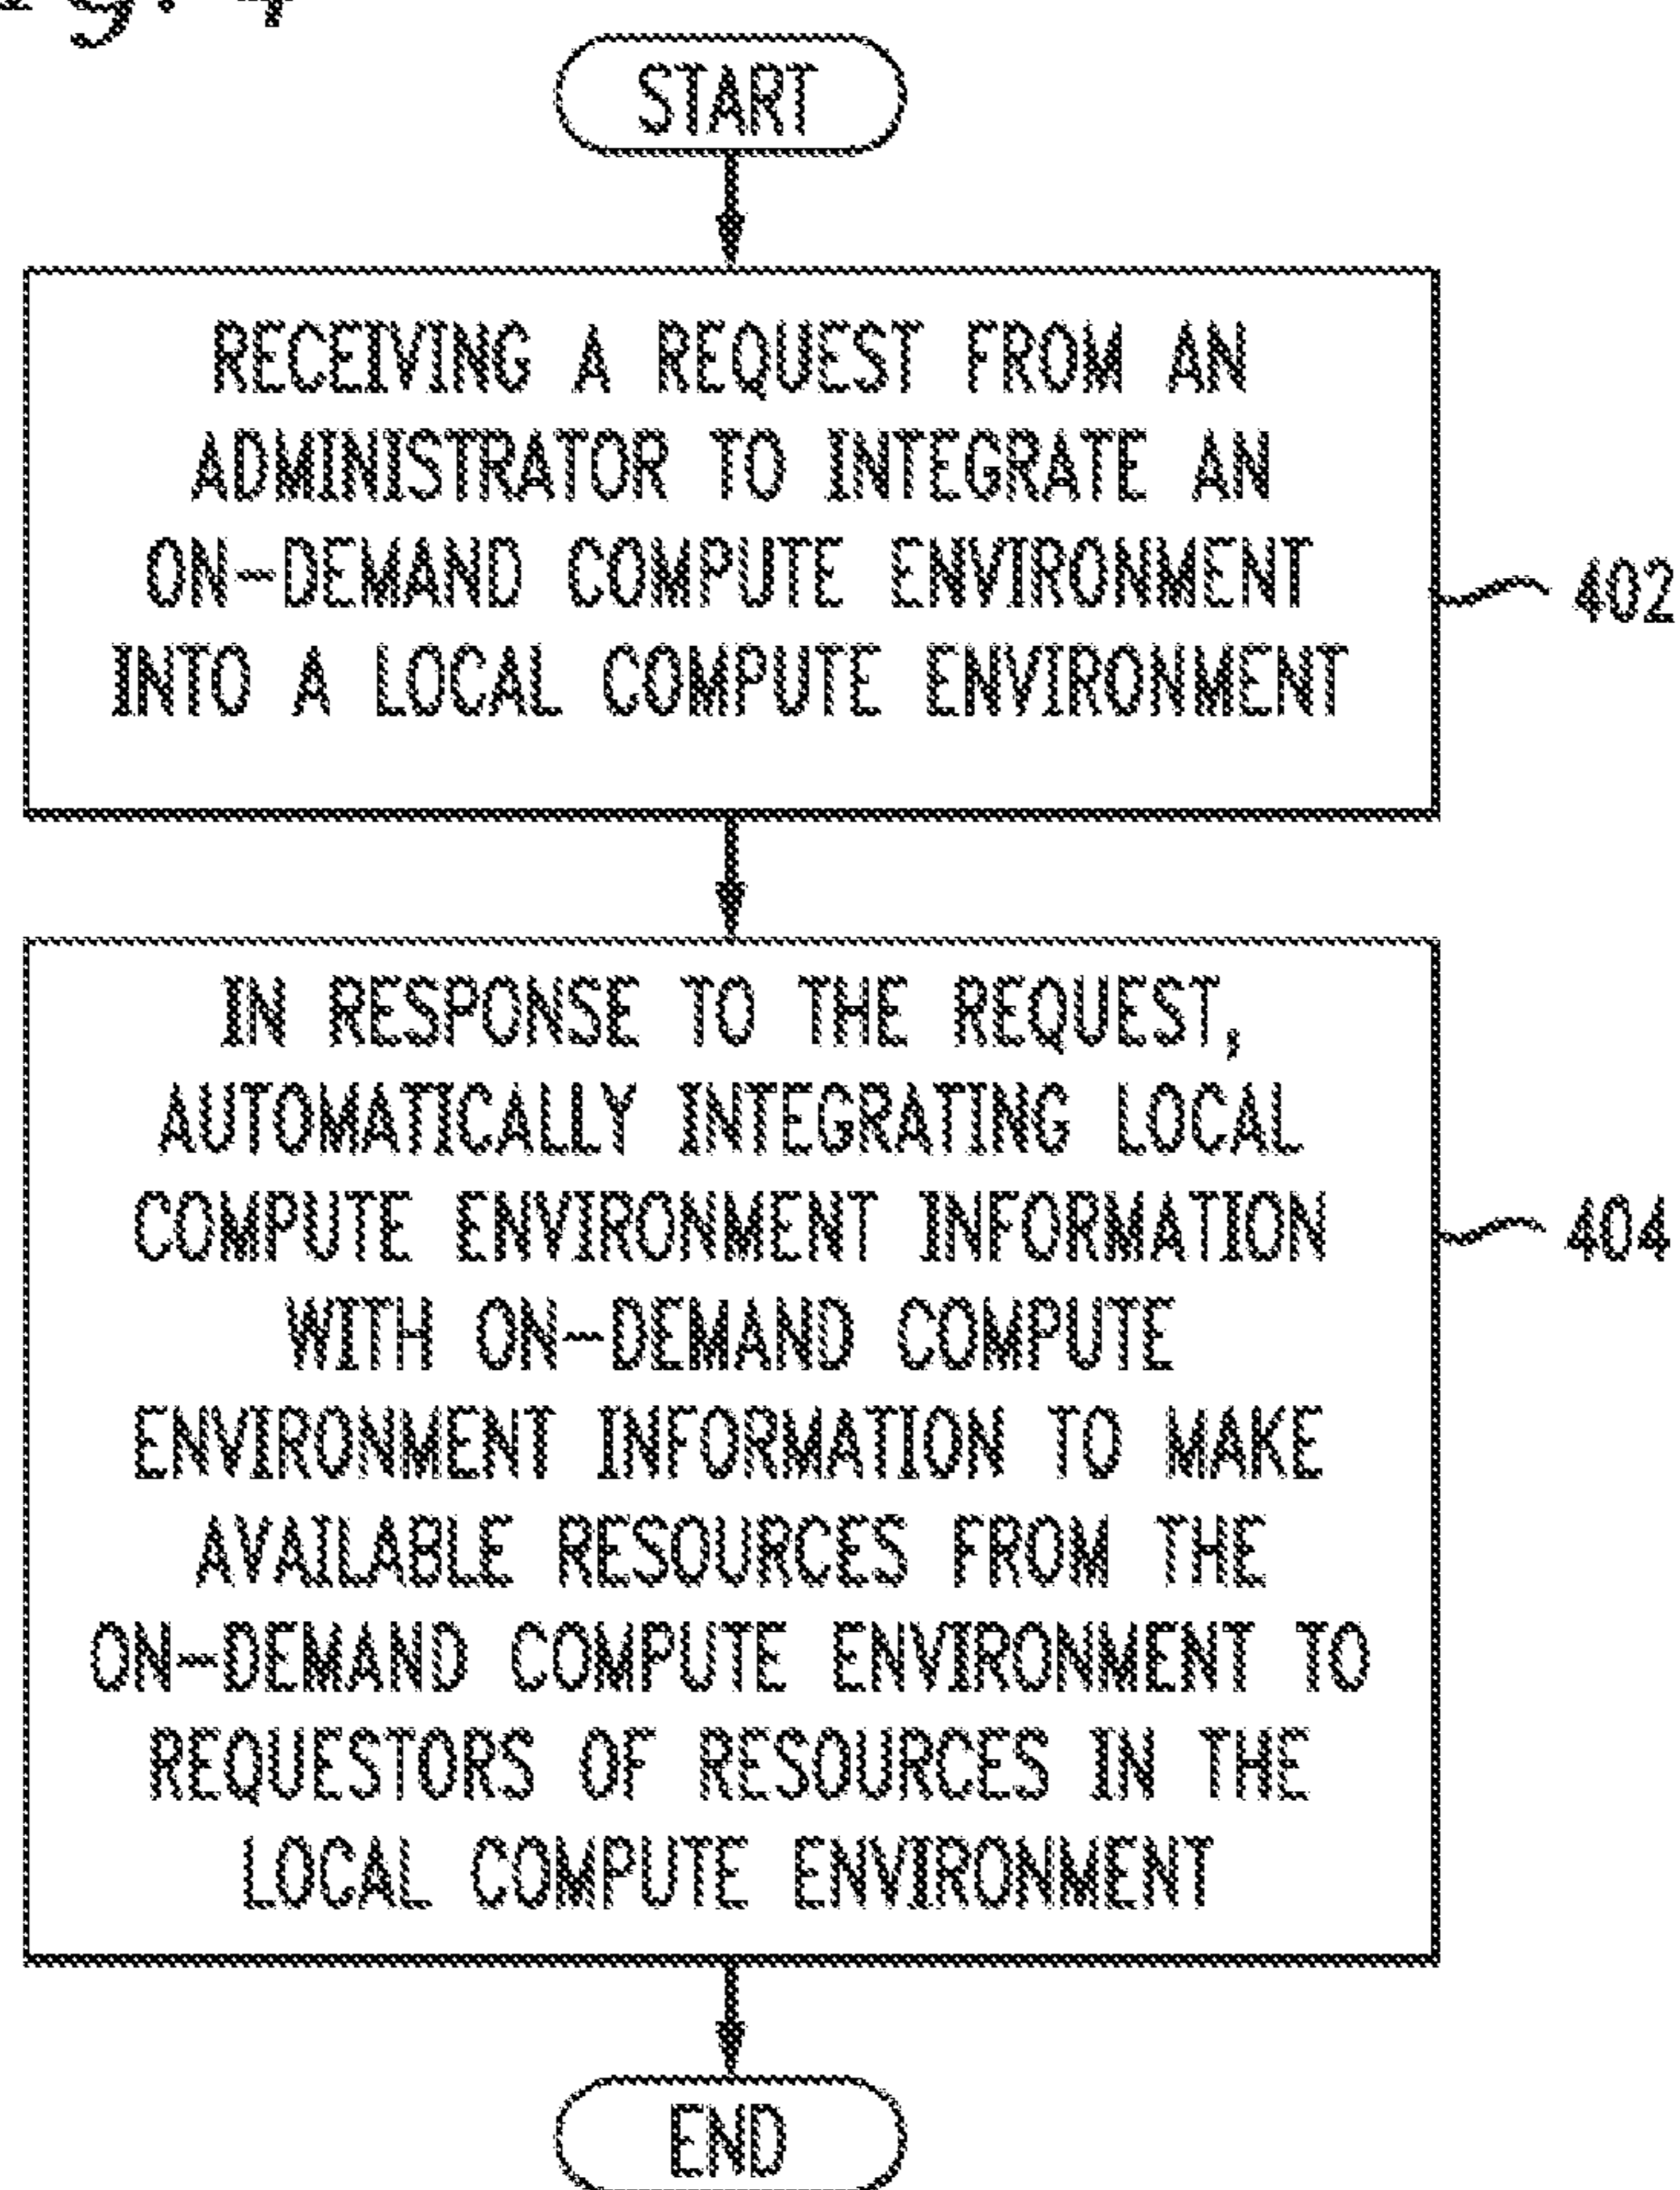 g. 4
START
RECEIVING A REQUEST FROM AN
ADMINISTRATOR TO INTEGRATE AN
ON-DEMAND COMPUTE ENVIRONMENT
INTO A LOCAL COMPUTE ENVIRONMENT
402
IN RESPONSE TO THE REQUEST,
AUTOMATICALLY INTEGRATING LOCAL
COMPUTE ENVIRONMENT INFORMATION
WITH ON-DEMAND COMPUTE
ENVIRONMENT INFORMATION TO MAKE
AVAILABLE RESOURCES FROM THE
ON-DEMAND COMPUTE ENVIRONMENT TO
REQUESTORS OF RESOURCES IN THE
LOCAL COMPUTE ENVIRONMENT
404
END